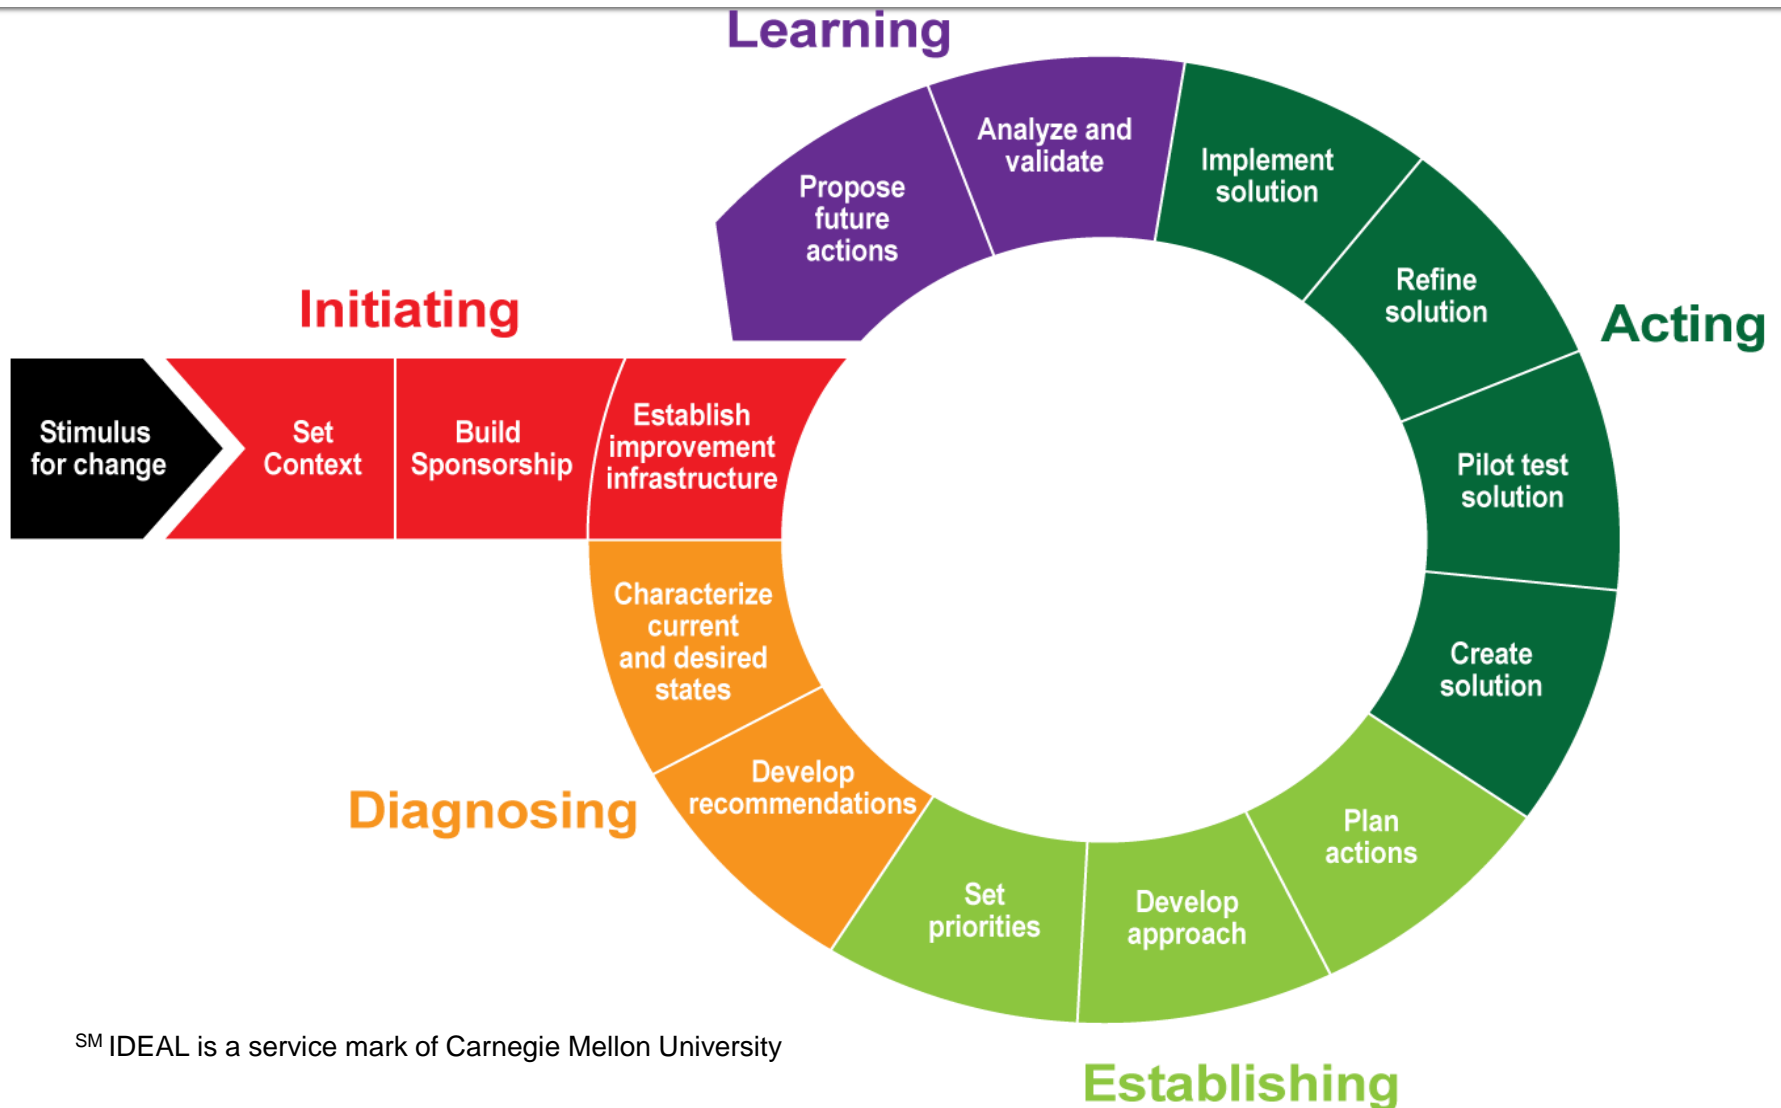 Learning
Analyze and
validate
Implement
solution
Propose
future
actions
Refine
solution
Initiating
Acting
Stimulus
for change
Set
Context
Build
Sponsorship
Establish
improvement
infrastructure
Pilot test
solution
Characterize
current
and desired
states
Create
solution
Develop
recommendations
Diagnosing
Plan
actions
Set
priorities
Develop
approach
SM IDEAL is a service mark of Carnegie Mellon University
Establishing